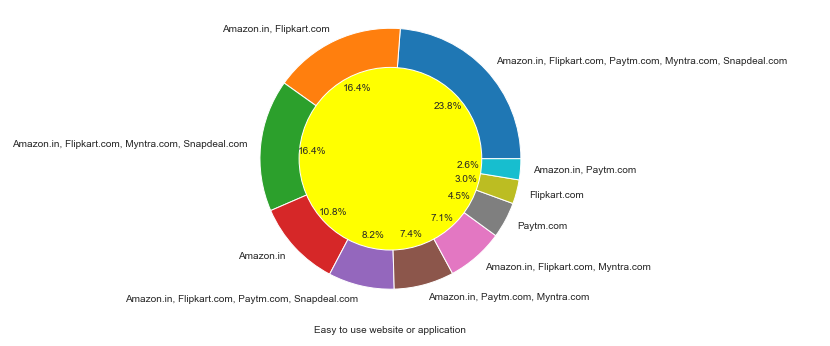 Amazon.in, Flipkart.com
Amazon.in, Flipkart.com, Paytm.com, Myntra.com, Snapdeal.com
16.4%
23.8%
Amazon.in, Flipkart.com, Myntra.com, Snapdeal.com
16.4%
2.6%
Amazon.in, Paytm.com
3.0%
Flipkart.com
4.5%
Paytm.com
10.8%
7.1%
8.2%
7.4%
Amazon.in
Amazon.in, Flipkart.com, Myntra.com
Amazon.in, Flipkart.com, Paytm.com, Snapdeal.com
Amazon.in, Paytm.com, Myntra.com
Easy to use website or application